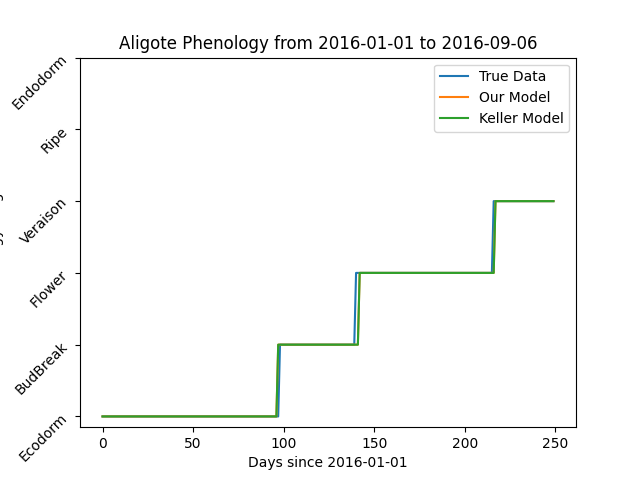 Aligote Phenology from 2016-01-01 to 2016-09-06
True Data
Our Model
Keller Model
Endodorm
Ripe
Veraison
Flower
BudBreak
Ecodorm
0 50 100 150 200 250
Days since 2016-01-01